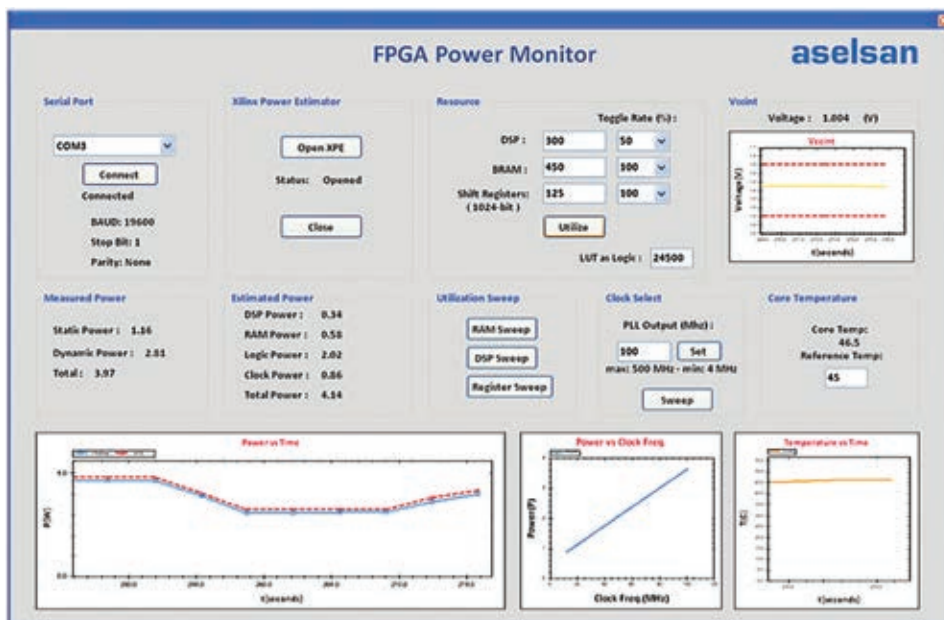 FPGA Power Monitor
aselsan
Serial Port
COM3
Connect
Connected
BAUD: 19600
Stop Bit: 1
Parity: None
Xilinx Power Estimator
Open XPE
Status: Opened
Close
Resource
Toggle Rate (%) :
DSP : 300 50
BRAM : 450 100
Shift Registers: 125 100
( 1024-bit )
Utilize
LUT as Logic : 24500
Vccint
Voltage : 1.004 (V)
Vccint
Voltage(V)
t(seconds)
Measured Power
Static Power : 1.16
Dynamic Power : 2.81
Total : 3.97
Estimated Power
DSP Power : 0.34
RAM Power : 0.58
Logic Power : 2.02
Clock Power : 0.86
Total Power : 4.14
Utilization Sweep
RAM Sweep
DSP Sweep
Register Sweep
Clock Select
PLL Output (Mhz) :
100 Set
max: 500 MHz - min: 4 MHz
Sweep
Core Temperature
Core Temp:
46.5
Reference Temp:
45
Power vs Time
P(W)
t(seconds)
Power vs Clock Freq.
Power(P)
Clock Freq.(MHz)
Temperature vs Time
T(C)
t(seconds)